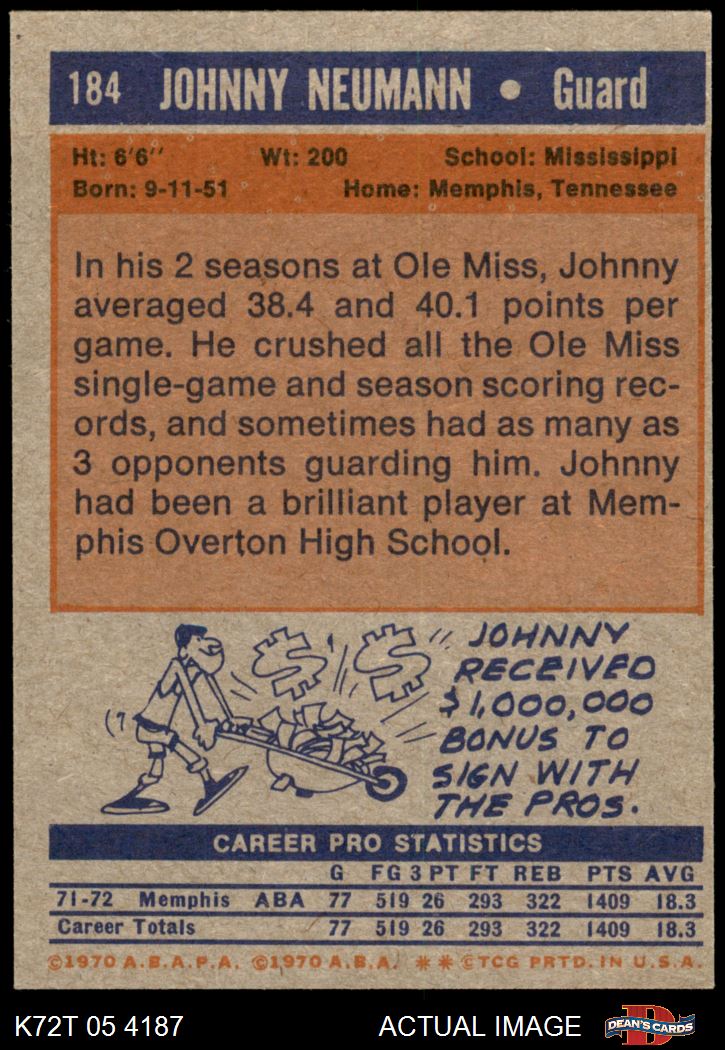 184 JOHNNY NEUMANN • Guard
Ht: 6'6'' Wt: 200 School: Mississippi
Born: 9-11-51 Home: Memphis, Tennessee
In his 2 seasons at Ole Miss, Johnny
averaged 38.4 and 40.1 points per
game. He crushed all the Ole Miss
single-game and season scoring rec-
ords, and sometimes had as many as
3 opponents guarding him. Johnny
had been a brilliant player at Mem-
phis Overton High School.
$ $
JOHNNY
RECEIVED
$1,000,000
BONUS TO
SIGN WITH
THE PROS.
CAREER PRO STATISTICS
G FG 3 PT FT REB PTS AVG
71-72 Memphis ABA 77 519 26 293 322 1409 18.3
Career Totals 77 519 26 293 322 1409 18.3
©1970 A.B.A.P.A. ©1970 A.B.A. ** ©TCG PRTD. IN U.S.A.
K72T 05 4187 ACTUAL IMAGE D DEAN'S CARDS